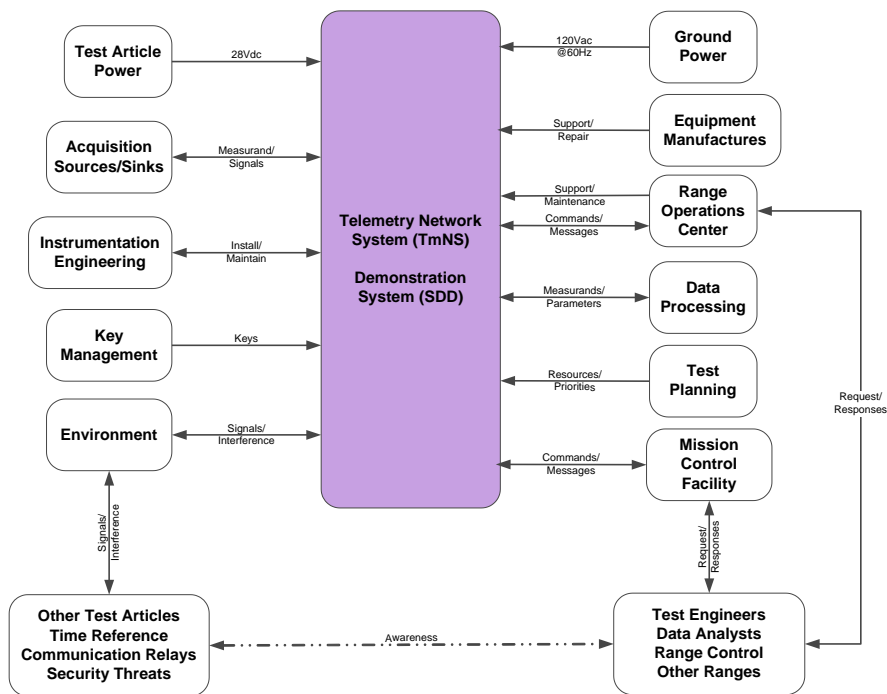 Test Article
Power
28Vdc
120Vac
@60Hz
Ground
Power
Acquisition
Sources/Sinks
Measurand/
Signals
Support/
Repair
Equipment
Manufactures
Instrumentation
Engineering
Install/
Maintain
Telemetry Network
System (TmNS)
Demonstration
System (SDD)
Support/
Maintenance
Commands/
Messages
Range
Operations
Center
Key
Management
Keys
Measurands/
Parameters
Data
Processing
Resources/
Priorities
Test
Planning
Environment
Signals/
Interference
Commands/
Messages
Mission
Control
Facility
Request/
Responses
Signals/
Interference
Request/
Responses
Other Test Articles
Time Reference
Communication Relays
Security Threats
Awareness
Test Engineers
Data Analysts
Range Control
Other Ranges